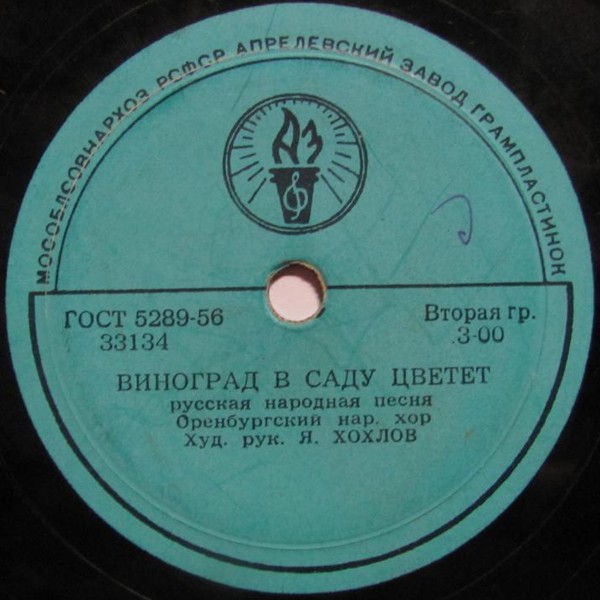 МОСОБЛСОВНАРХОЗ РСФСР АПРЕЛЕВСКИЙ ЗАВОД ГРАМПЛАСТИНОК
АЗ
ГОСТ 5289-56
Вторая гр.
33134
3-00
ВИНОГРАД В САДУ ЦВЕТЕТ
русская народная песня
Оренбургский нар. хор
Худ. рук. Я. ХОХЛОВ